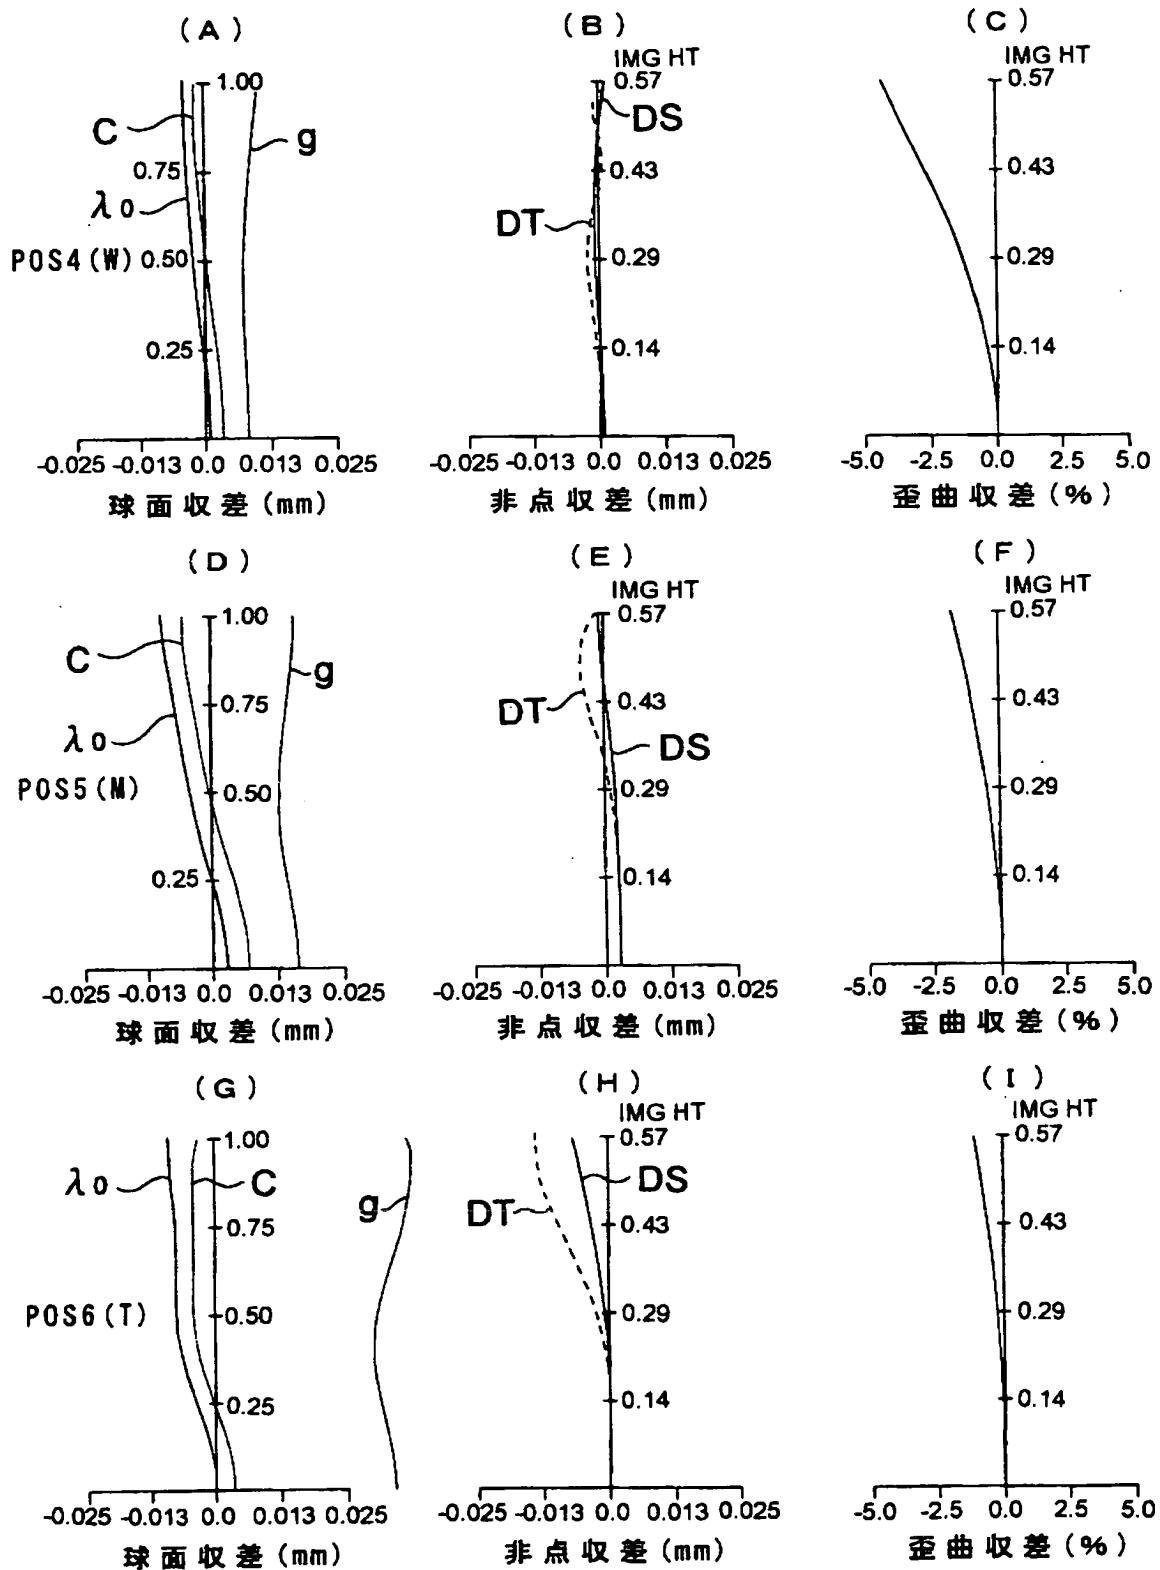 (A) (B) (C)
IMG HT IMG HT
1.00 0.57 0.57
C g DS
0.75 0.43 0.43
λ0 DT
POS4(W) 0.50 0.29 0.29
0.25 0.14 0.14
-0.025 -0.013 0.0 0.013 0.025 -0.025 -0.013 0.0 0.013 0.025 -5.0 -2.5 0.0 2.5 5.0
球面収差(mm) 非点収差(mm) 歪曲収差(%)
(D) (E) (F)
IMG HT IMG HT
1.00 0.57 0.57
C g
0.75 DT 0.43 0.43
λ0 DS
POS5(M) 0.50 0.29 0.29
0.25 0.14 0.14
-0.025 -0.013 0.0 0.013 0.025 -0.025 -0.013 0.0 0.013 0.025 -5.0 -2.5 0.0 2.5 5.0
球面収差(mm) 非点収差(mm) 歪曲収差(%)
(G) (H) (I)
IMG HT IMG HT
1.00 0.57 0.57
λ0 C g DT DS
0.75 0.43 0.43
POS6(T) 0.50 0.29 0.29
0.25 0.14 0.14
-0.025 -0.013 0.0 0.013 0.025 -0.025 -0.013 0.0 0.013 0.025 -5.0 -2.5 0.0 2.5 5.0
球面収差(mm) 非点収差(mm) 歪曲収差(%)